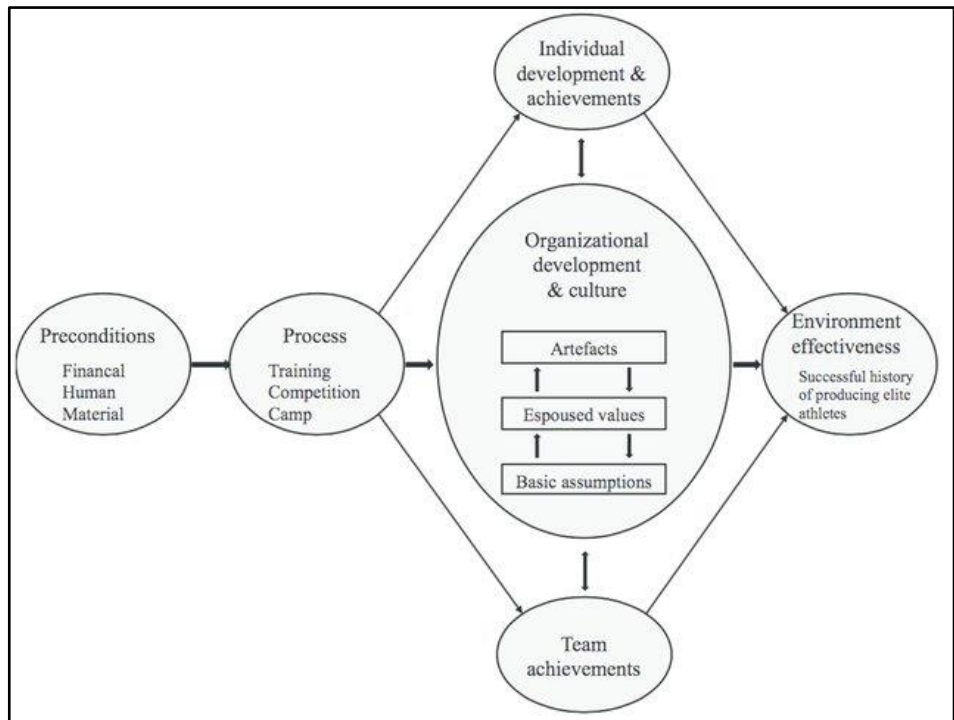 Individual
development &
achievements
Organizational
development
& culture
Artefacts
Espoused values
Basic assumptions
Preconditions
Financal
Human
Material
Process
Training
Competition
Camp
Environment
effectiveness
Successful history
of producing elite
athletes
Team
achievements